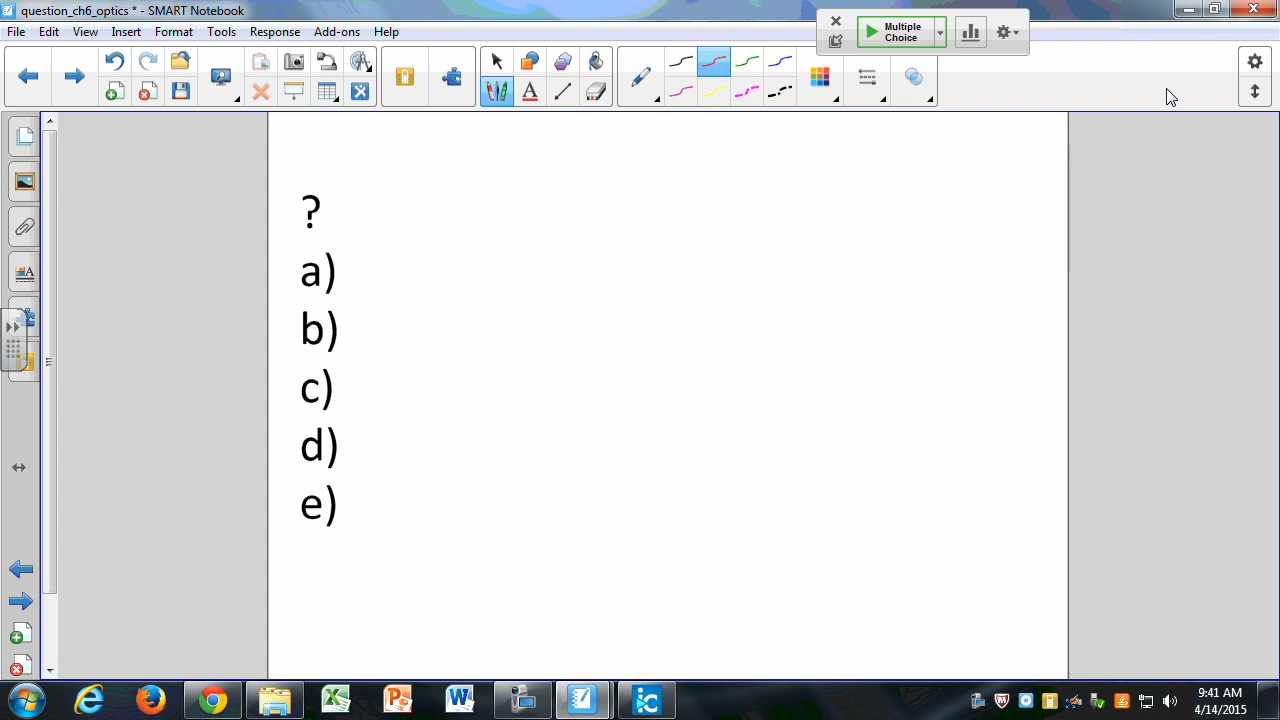 question_ch6_optics * - SMART Notebook
File Edit View Insert Format Tools Response Add-ons Help
Multiple
Choice
?
a)
b)
c)
d)
e)
9:41 AM
4/14/2015